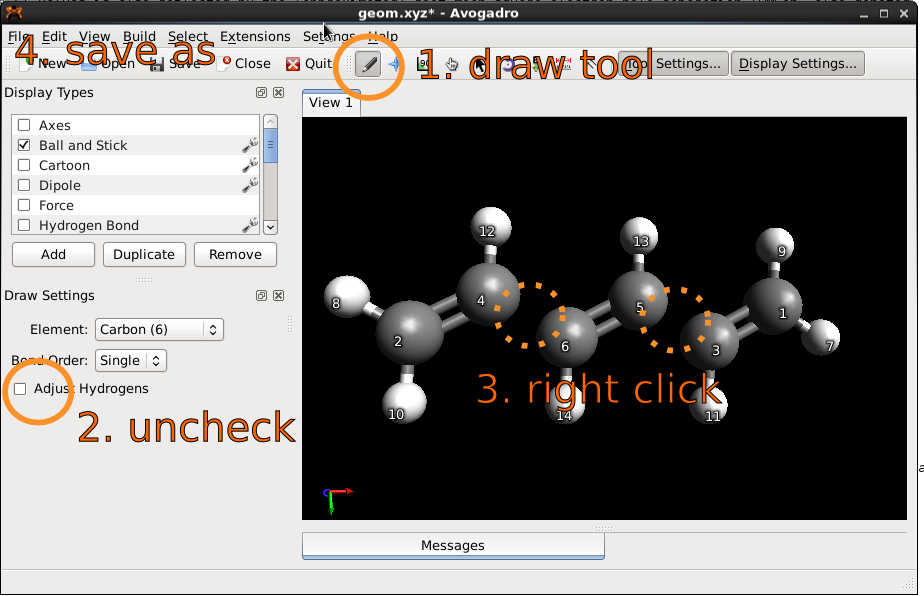 geom.xyz* - Avogadro
File Edit View Build Select Extensions Settings Help
4. save as
New Open Save Close Quit
1. draw tool
Tool Settings... Display Settings...
Display Types
View 1
Axes
Ball and Stick
Cartoon
Dipole
Force
Hydrogen Bond
Add Duplicate Remove
Draw Settings
Element: Carbon (6)
Bond Order: Single
Adjust Hydrogens
2. uncheck
12
13
9
8
4
5
1
2
6
3
7
10
14
11
3. right click
Messages